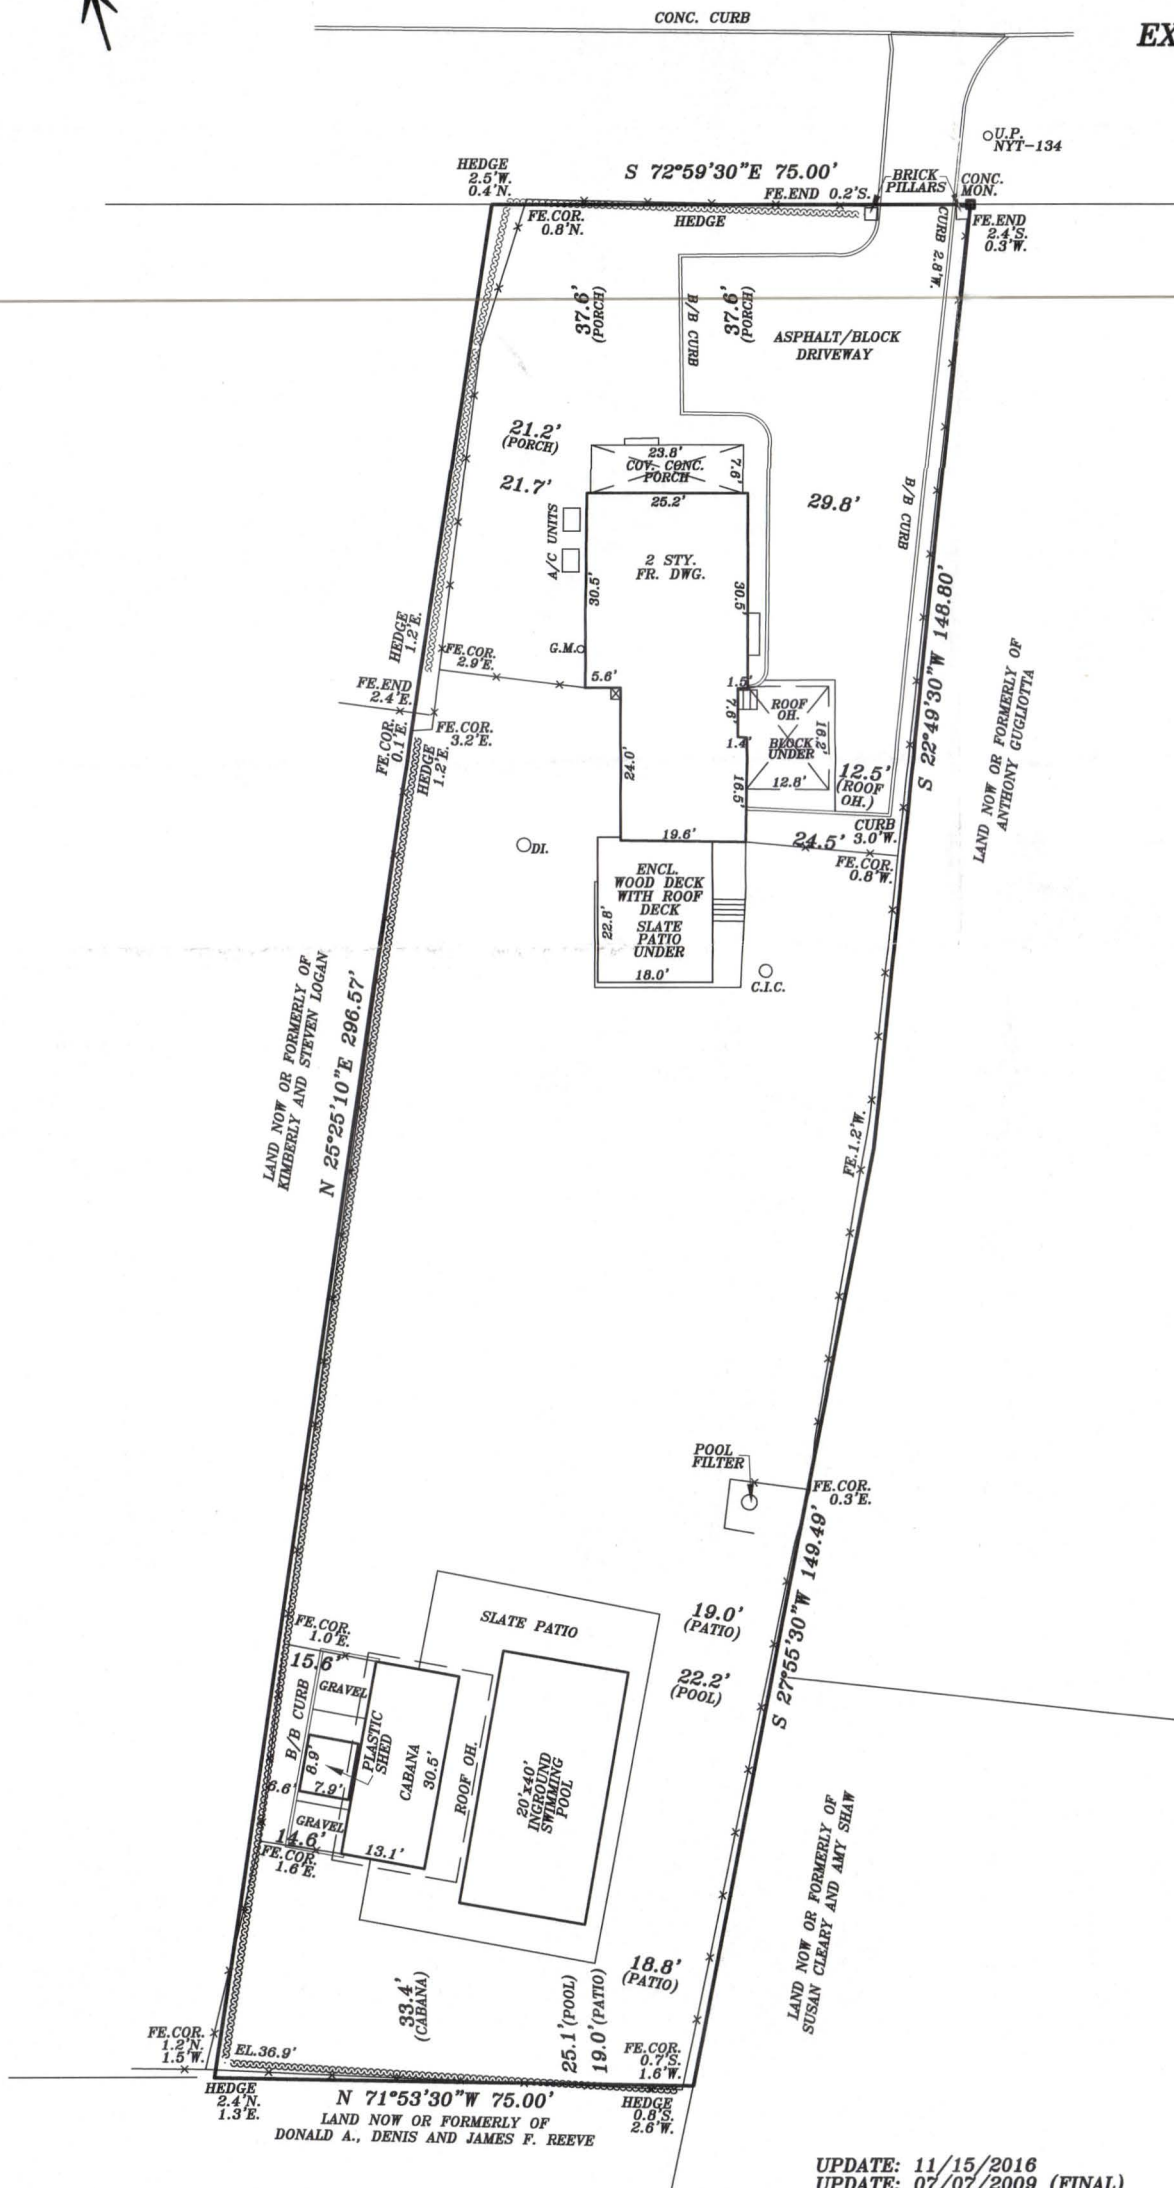 CONC. CURB
EX
U.P.
NYT-134
HEDGE
2.5'W.
0.4'N.
S 72°59'30"E 75.00'
BRICK
PILLARS
CONC.
MON.
FE.END 0.2'S.
FE.COR.
0.8'N.
HEDGE
CURB 2.8'W.
FE.END
2.4'S.
0.3'W.
37.6'
(PORCH)
B/B CURB
37.6'
(PORCH)
ASPHALT/BLOCK
DRIVEWAY
21.2'
(PORCH)
23.8'
COV. CONC.
PORCH
7.6'
21.7'
25.2'
29.8'
B/B CURB
A/C UNITS
2 STY.
FR. DWG.
30.5'
30.5'
S 22°49'30"W 148.80'
HEDGE
1.2'E.
G.M.
FE.COR.
2.9'E.
LAND NOW OR FORMERLY OF
ANTHONY GUGLIOTTA
5.6'
1.5'
FE.END
2.4'E.
7.6'
ROOF
OH.
16.2'
FE.COR.
0.1'E.
FE.COR.
3.2'E.
HEDGE
1.2'E.
24.0'
1.4'
BLOCK
UNDER
12.8'
16.5'
12.5'
(ROOF
OH.)
19.6'
24.5'
CURB
3.0'W.
DI.
FE.COR.
0.8'W.
ENCL.
WOOD DECK
WITH ROOF
DECK
SLATE
PATIO
UNDER
22.8'
18.0'
C.I.C.
LAND NOW OR FORMERLY OF
KIMBERLY AND STEVEN LOGAN
N 25°25'10"E 296.57'
FE.1.2'W.
POOL
FILTER
FE.COR.
0.3'E.
S 27°55'30"W 149.49'
SLATE PATIO
19.0'
(PATIO)
FE.COR.
1.0'E.
15.6'
22.2'
(POOL)
GRAVEL
B/B CURB
PLASTIC
SHED
8.9'
CABANA
30.5'
ROOF OH.
20'x40'
INGROUND
SWIMMING
POOL
6.6'
7.9'
GRAVEL
14.6'
13.1'
FE.COR.
1.6'E.
LAND NOW OR FORMERLY OF
SUSAN CLEARY AND AMY SHAW
18.8'
(PATIO)
33.4'
(CABANA)
25.1'(POOL)
19.0'(PATIO)
FE.COR.
1.2'N.
1.5'W.
EL.36.9'
FE.COR.
0.7'S.
1.6'W.
HEDGE
2.4'N.
1.3'E.
N 71°53'30"W 75.00'
HEDGE
0.8'S.
2.6'W.
LAND NOW OR FORMERLY OF
DONALD A., DENIS AND JAMES F. REEVE
UPDATE: 11/15/2016
UPDATE: 07/07/2009 (FINAL)